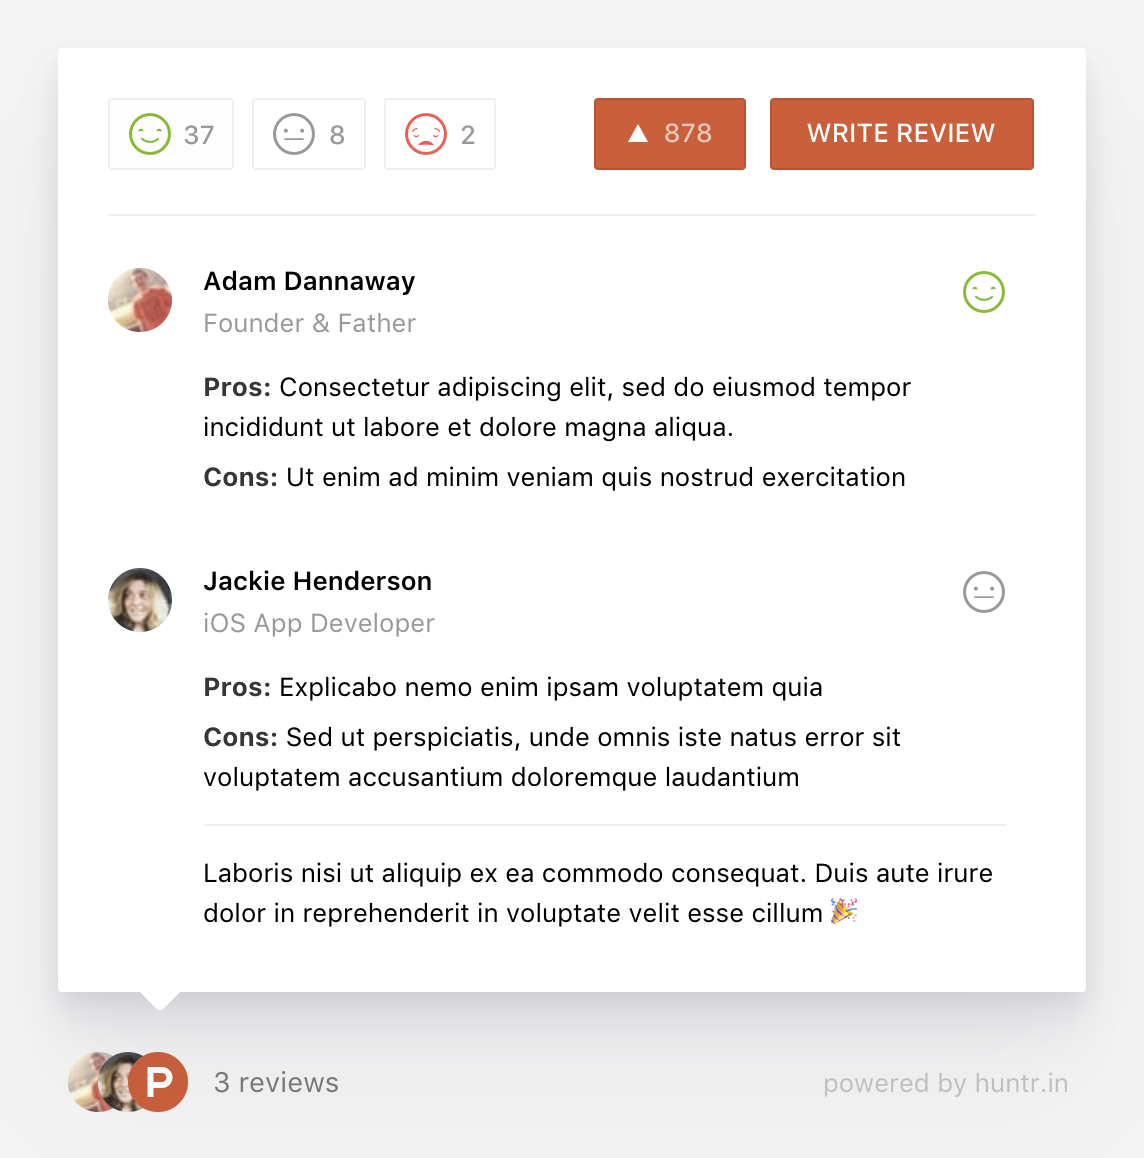 37 8 2 ▲ 878 WRITE REVIEW
Adam Dannaway
Founder & Father
Pros: Consectetur adipiscing elit, sed do eiusmod tempor
incididunt ut labore et dolore magna aliqua.
Cons: Ut enim ad minim veniam quis nostrud exercitation
Jackie Henderson
iOS App Developer
Pros: Explicabo nemo enim ipsam voluptatem quia
Cons: Sed ut perspiciatis, unde omnis iste natus error sit
voluptatem accusantium doloremque laudantium
Laboris nisi ut aliquip ex ea commodo consequat. Duis aute irure
dolor in reprehenderit in voluptate velit esse cillum 🎉
P 3 reviews powered by huntr.in